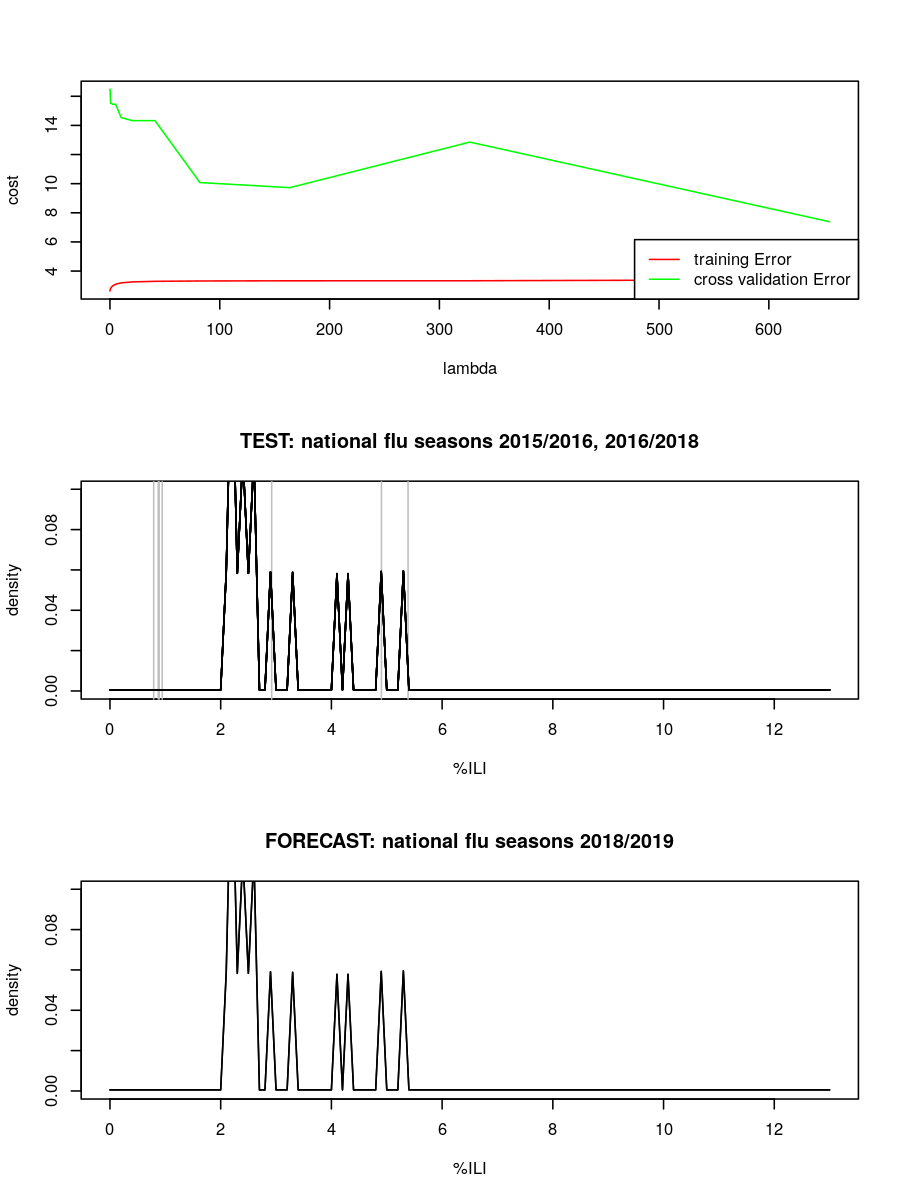 cost
14
10
8
6
4
training Error
cross validation Error
0 100 200 300 400 500 600
lambda
TEST: national flu seasons 2015/2016, 2016/2018
density
0.08
0.04
0.00
0 2 4 6 8 10 12
%ILI
FORECAST: national flu seasons 2018/2019
density
0.08
0.04
0.00
0 2 4 6 8 10 12
%ILI